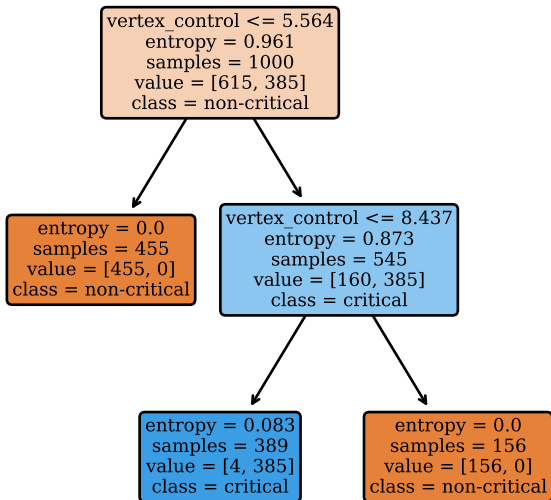 vertex_control <= 5.564
entropy = 0.961
samples = 1000
value = [615, 385]
class = non-critical
entropy = 0.0
samples = 455
value = [455, 0]
class = non-critical
vertex_control <= 8.437
entropy = 0.873
samples = 545
value = [160, 385]
class = critical
entropy = 0.083
samples = 389
value = [4, 385]
class = critical
entropy = 0.0
samples = 156
value = [156, 0]
class = non-critical